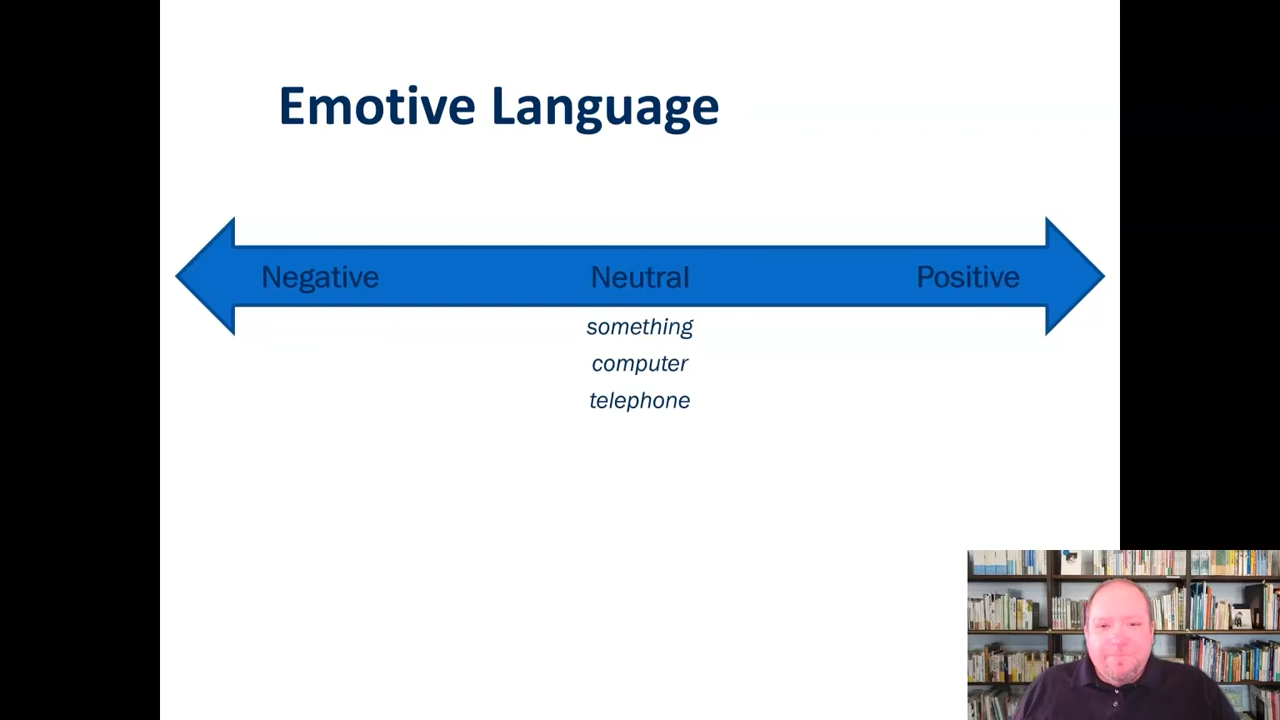 Emotive Language
Negative Neutral Positive
something
computer
telephone